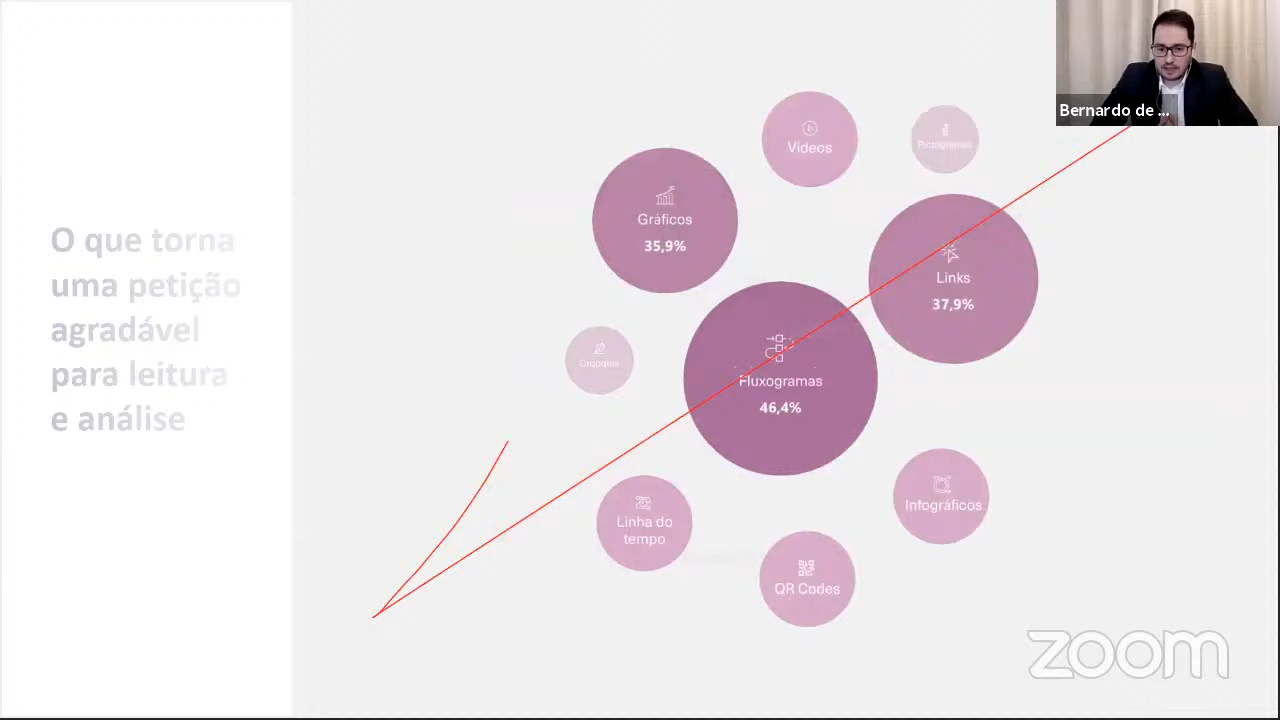 O que torna
uma petição
agradável
para leitura
e análise
Bernardo de ...
Vídeos
Pictogramas
Gráficos
35,9%
Links
37,9%
Fluxogramas
46,4%
Linha do
tempo
Infográficos
QR Codes
zoom